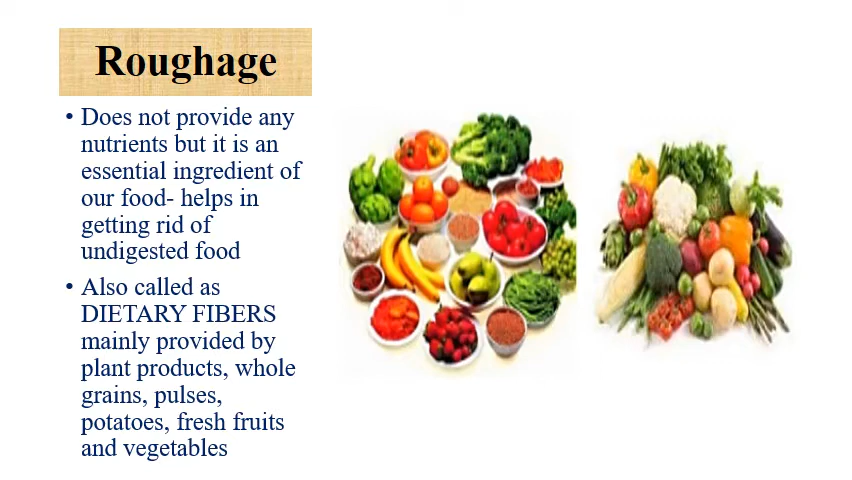 Roughage
• Does not provide any
nutrients but it is an
essential ingredient of
our food- helps in
getting rid of
undigested food
• Also called as
DIETARY FIBERS
mainly provided by
plant products, whole
grains, pulses,
potatoes, fresh fruits
and vegetables